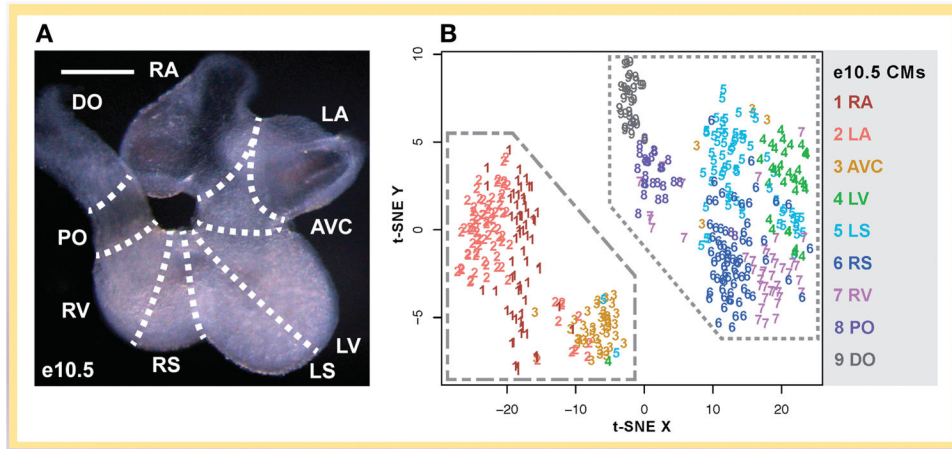 A
RA
DO
LA
PO
AVC
RV
LV
RS
LS
e10.5
B
10
5
0
−5
−20
−10
0
10
20
t-SNE Y
t-SNE X
e10.5 CMs
1 RA
2 LA
3 AVC
4 LV
5 LS
6 RS
7 RV
8 PO
9 DO